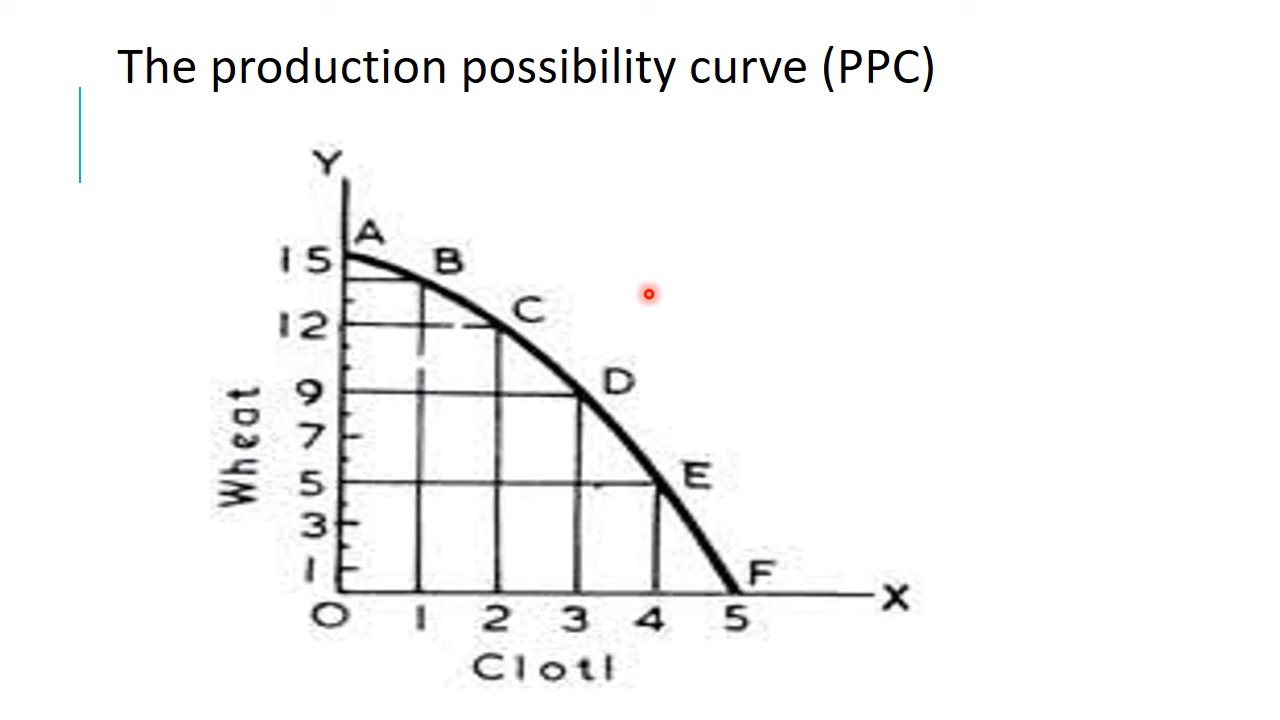 The production possibility curve (PPC)
Y
A
15
B
C
12
D
9
Wheat
7
E
5
3
F
1
X
O
1 2 3 4 5
Clotl